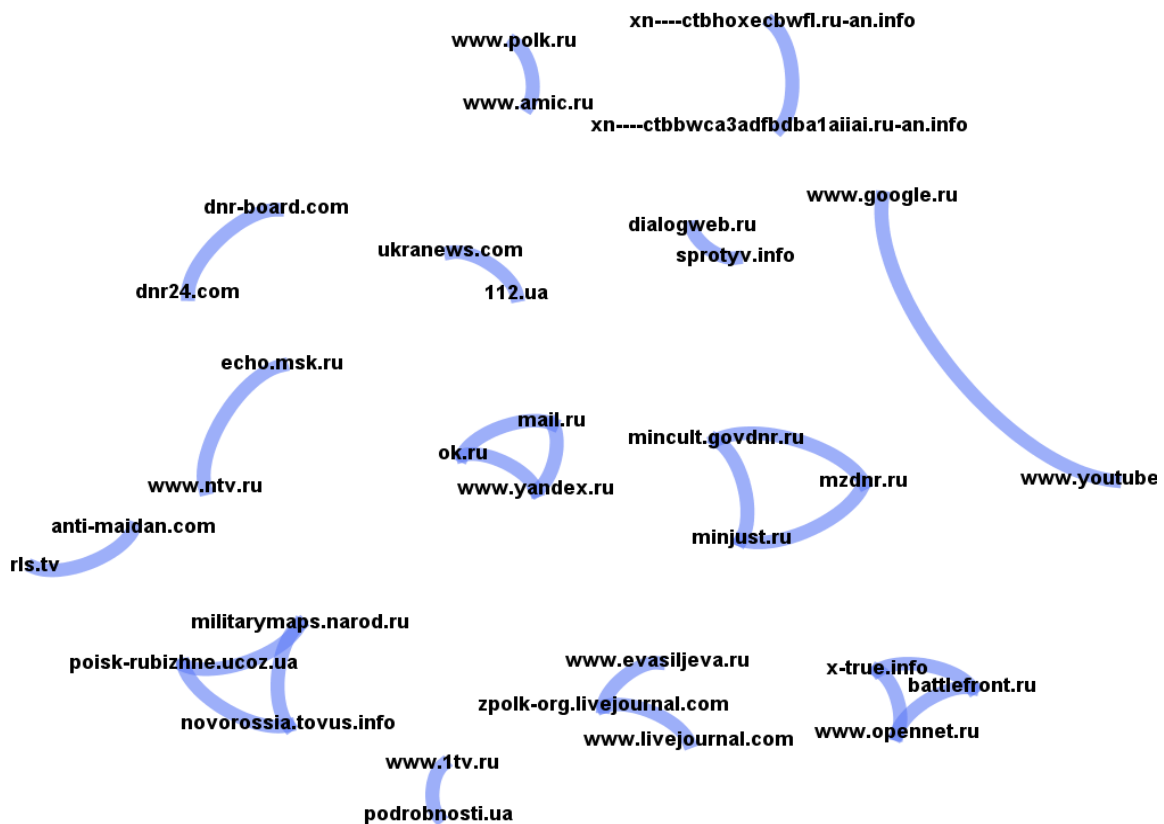 xn----ctbhoxecbwfl.ru-an.info
www.polk.ru
www.amic.ru
xn----ctbbwca3adfbdba1aiiai.ru-an.info
www.google.ru
dnr-board.com
dialogweb.ru
ukranews.com
sprotyv.info
dnr24.com
112.ua
echo.msk.ru
mail.ru
mincult.govdnr.ru
ok.ru
www.youtube
mzdnr.ru
www.ntv.ru
www.yandex.ru
anti-maidan.com
minjust.ru
rls.tv
militarymaps.narod.ru
www.evasiljeva.ru
poisk-rubizhne.ucoz.ua
x-true.info
battlefront.ru
zpolk-org.livejournal.com
novorossia.tovus.info
www.opennet.ru
www.livejournal.com
www.1tv.ru
podrobnosti.ua